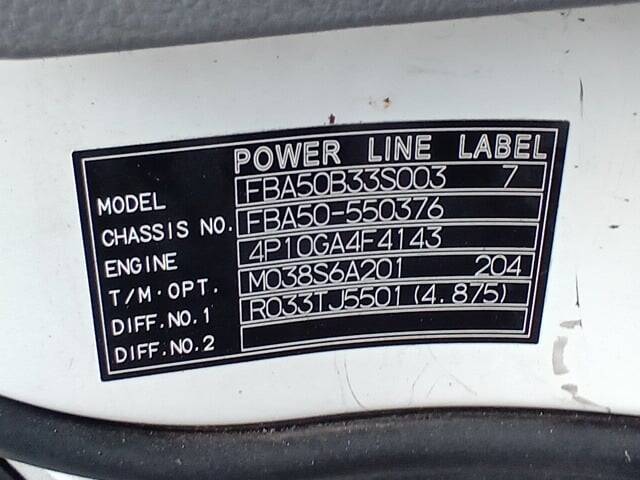 POWER LINE LABEL
MODEL FBA50B33S003 7
CHASSIS NO. FBA50-550376
ENGINE 4P10GA4F4143
T/M·OPT. M038S6A201 204
DIFF.NO.1 R033TJ5501(4.875)
DIFF.NO.2